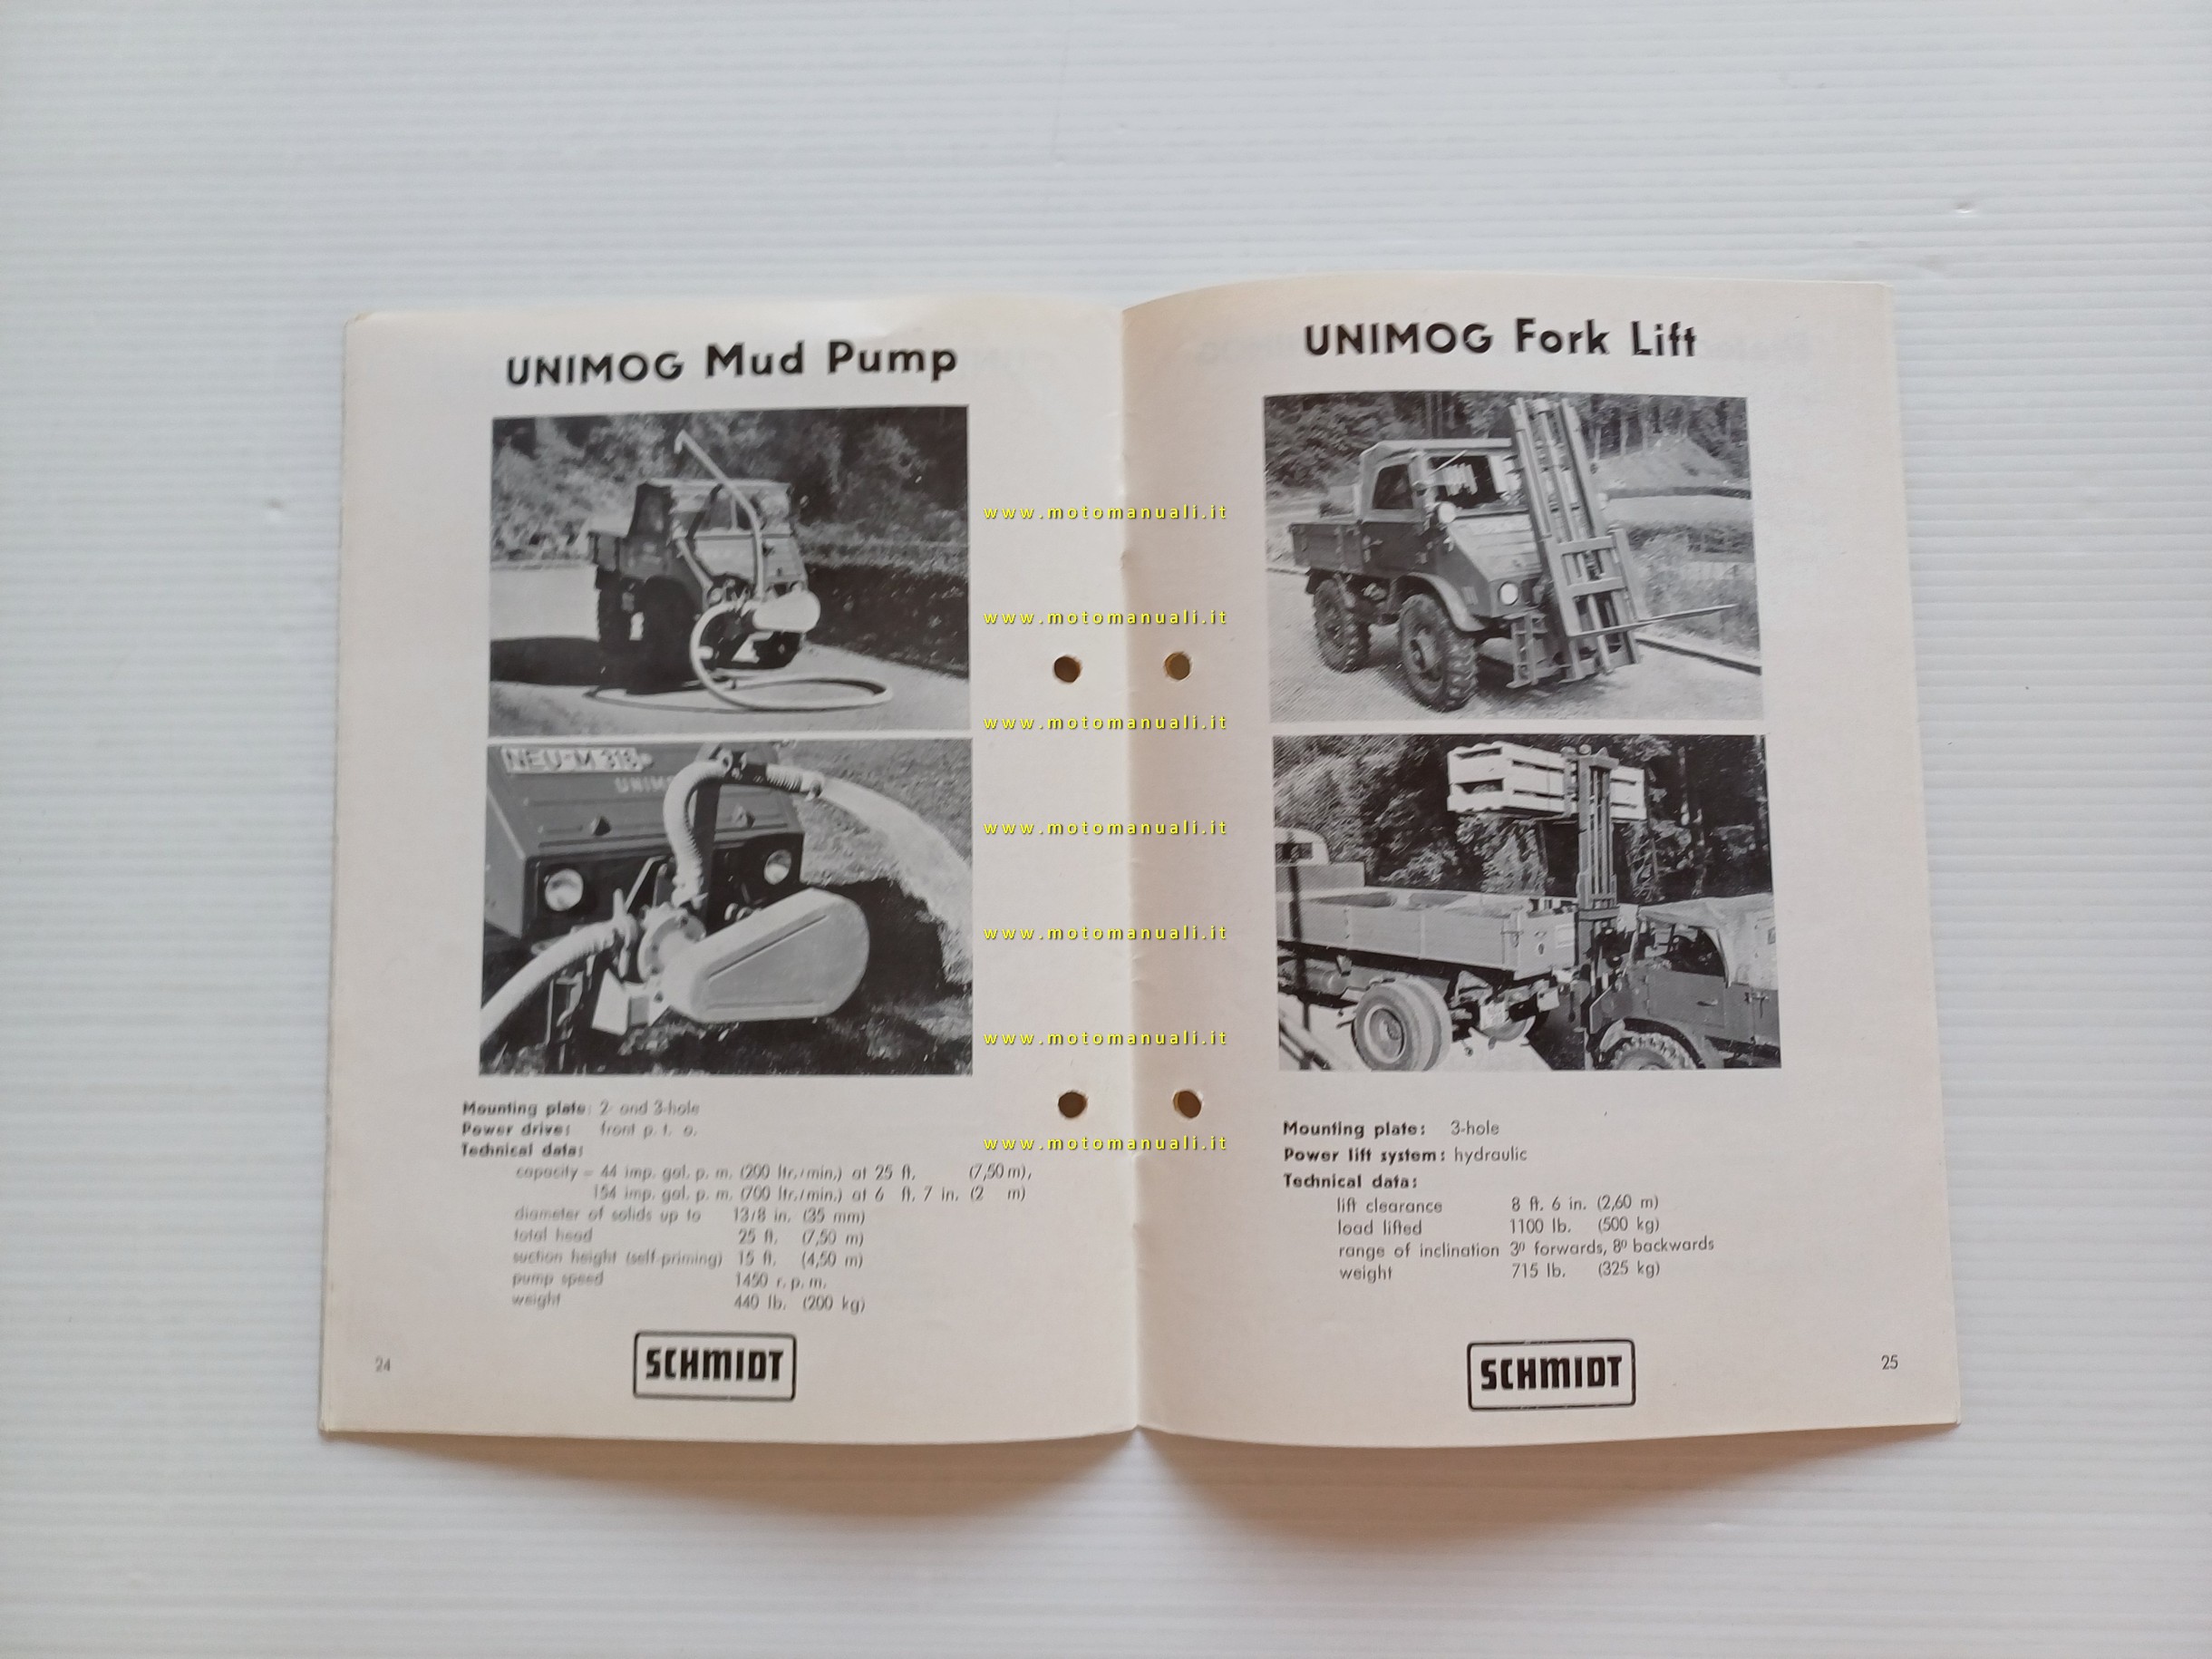 UNIMOG Mud Pump
NEU-M 313
UNIM
Mounting plate: 2- and 3-hole
Power drive: front p. t. o.
Technical data:
capacity = 44 imp. gal. p. m. (200 ltr./min.) at 25 ft. (7,50 m),
154 imp. gal. p. m. (700 ltr./min.) at 6 ft. 7 in. (2 m)
diameter of solids up to 13/8 in. (35 mm)
total head 25 ft. (7,50 m)
suction height (self-priming) 15 ft. (4,50 m)
pump speed 1450 r. p. m.
weight 440 lb. (200 kg)
SCHMIDT
24
www.motomanuali.it
www.motomanuali.it
www.motomanuali.it
www.motomanuali.it
www.motomanuali.it
www.motomanuali.it
www.motomanuali.it
UNIMOG Fork Lift
Mounting plate: 3-hole
Power lift system: hydraulic
Technical data:
lift clearance 8 ft. 6 in. (2,60 m)
load lifted 1100 lb. (500 kg)
range of inclination 3º forwards, 8º backwards
weight 715 lb. (325 kg)
SCHMIDT
25